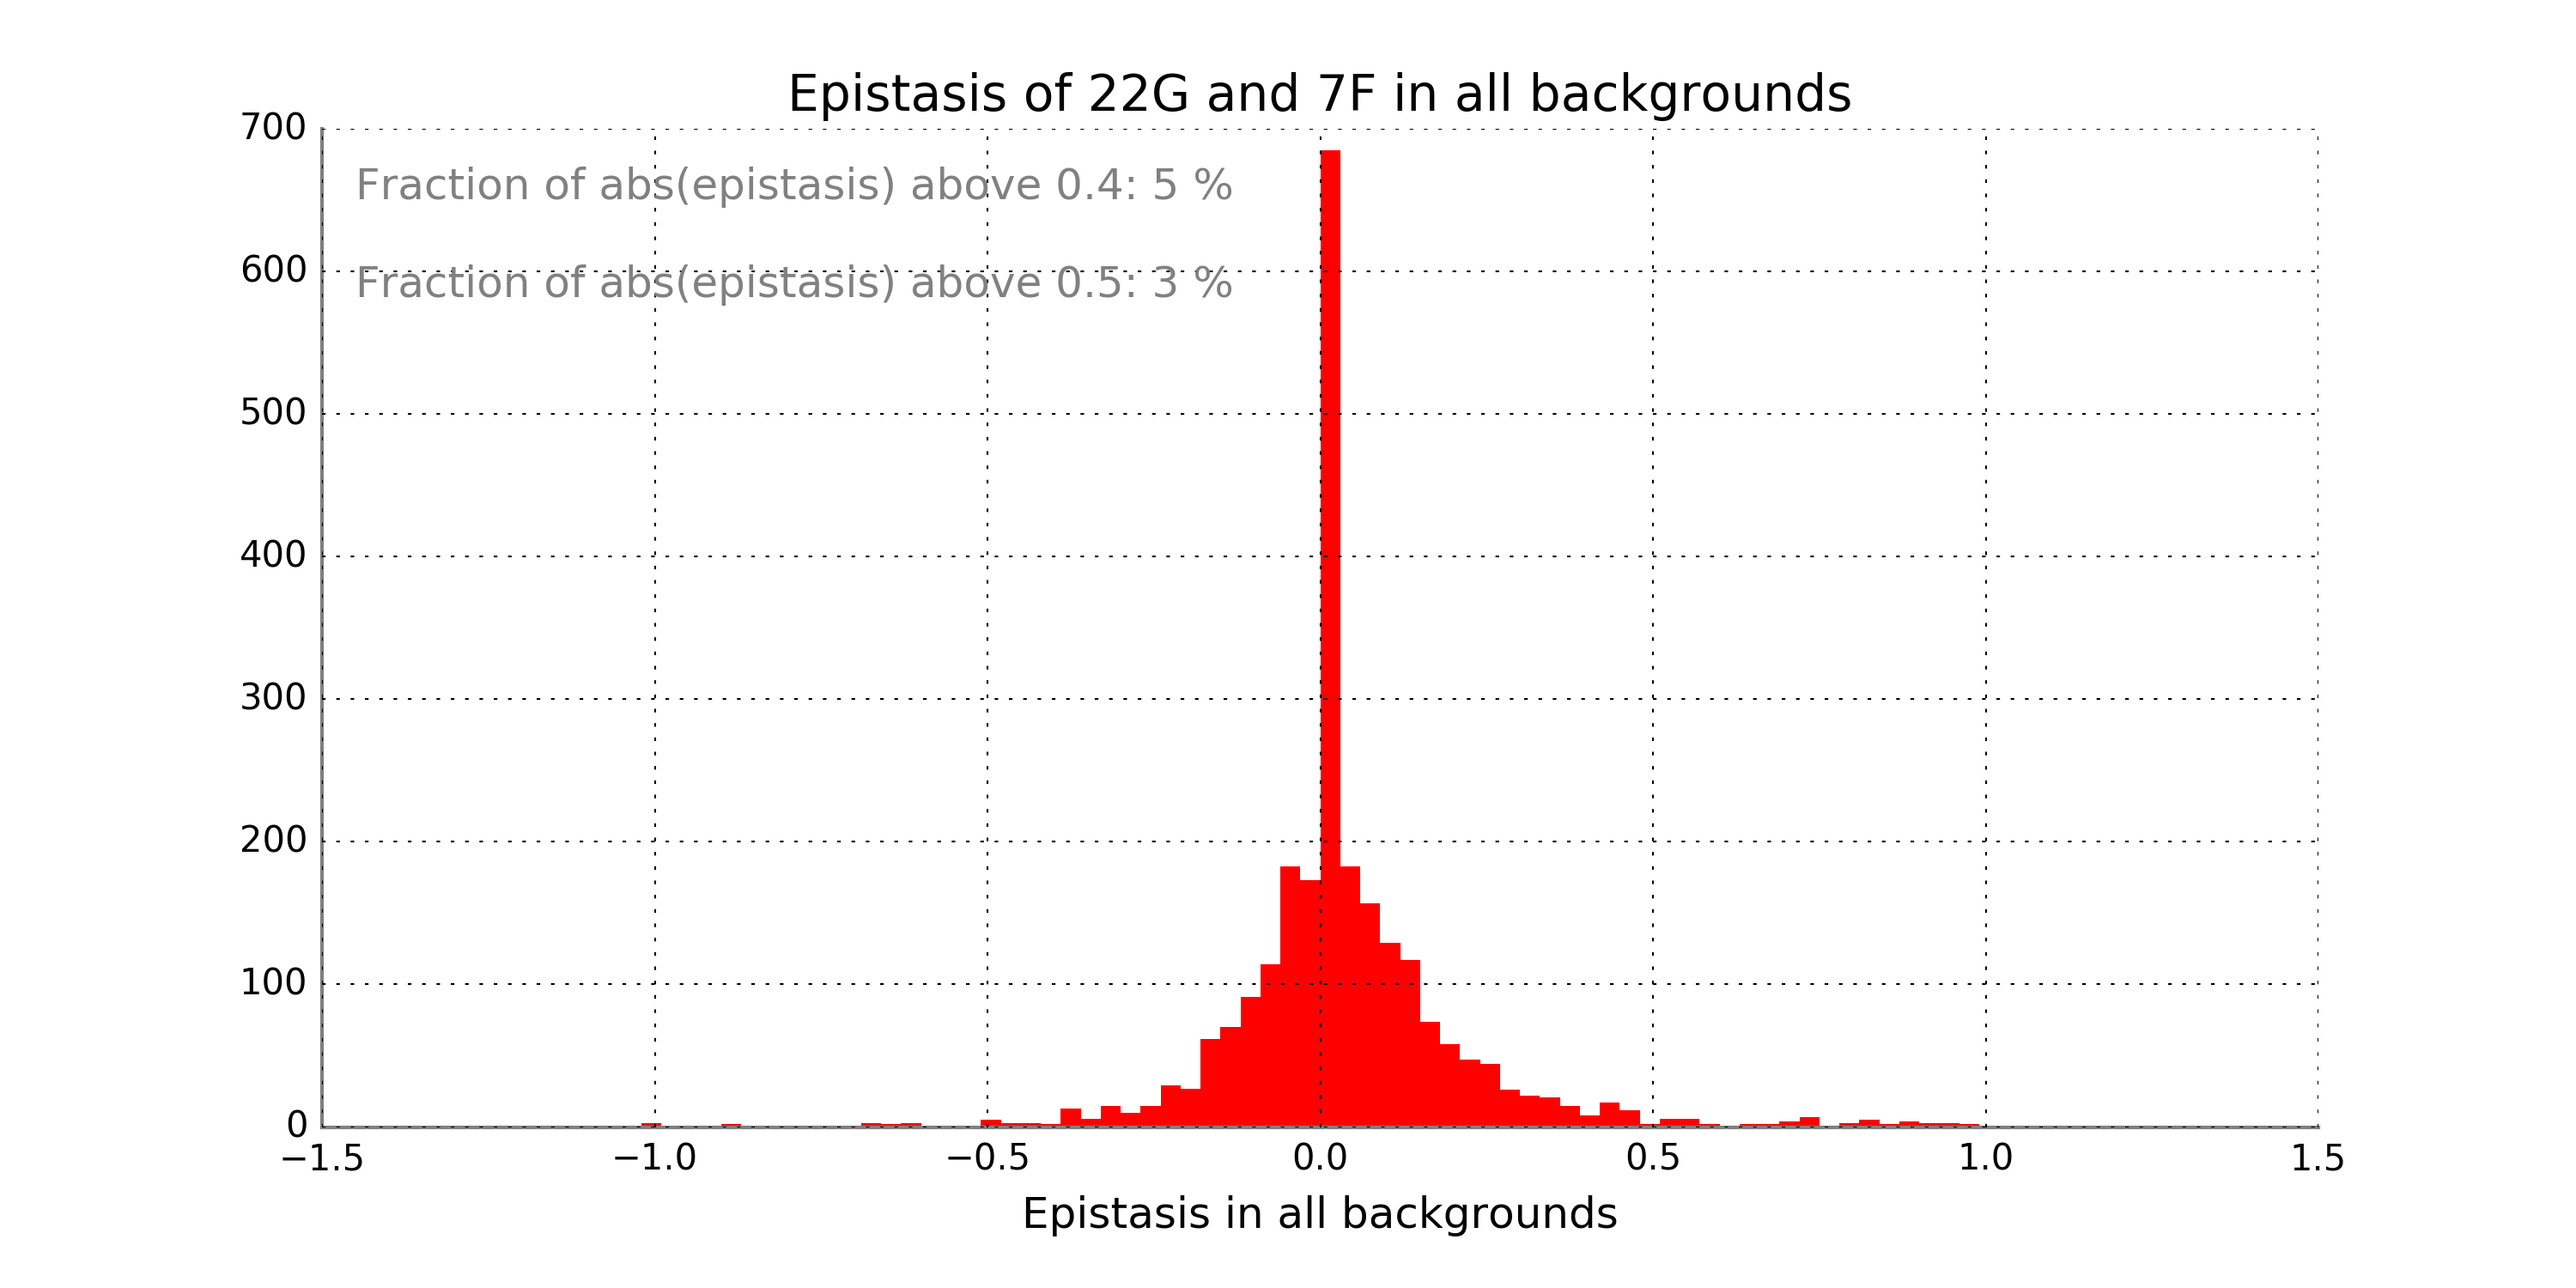 Epistasis of 22G and 7F in all backgrounds
700
Fraction of abs(epistasis) above 0.4: 5 %
600
Fraction of abs(epistasis) above 0.5: 3 %
500
400
300
200
100
0
−1.5 −1.0 −0.5 0.0 0.5 1.0 1.5
Epistasis in all backgrounds